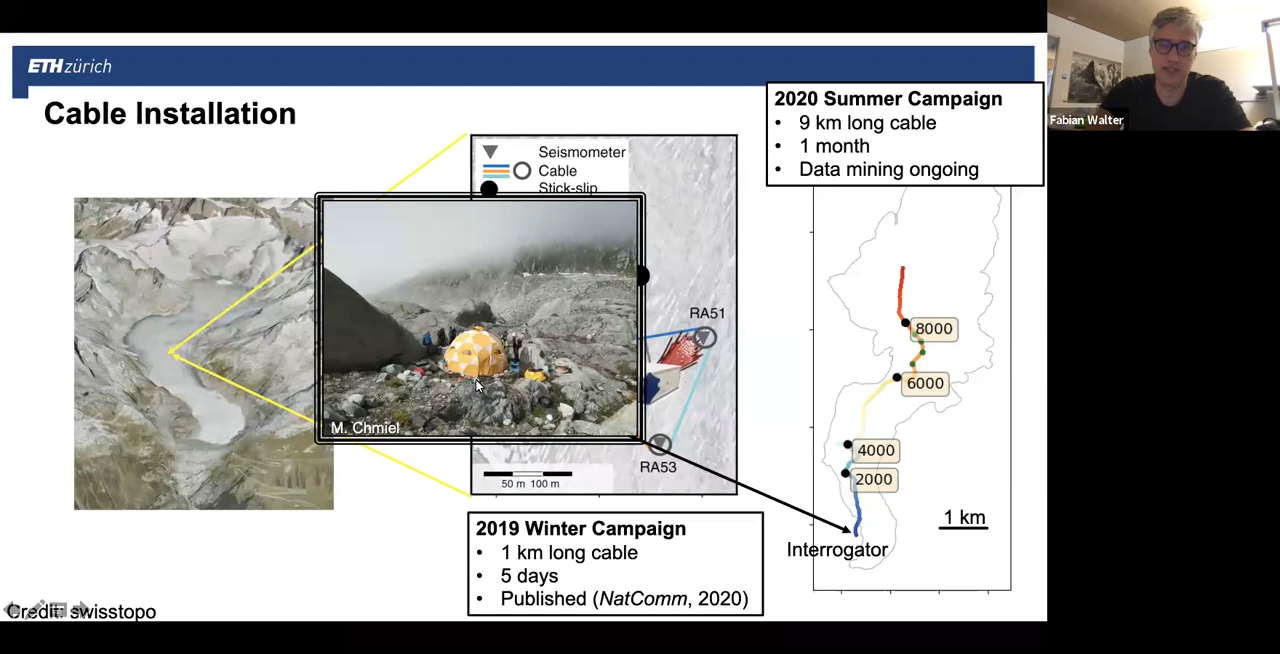 ETH zürich
Cable Installation
Seismometer
Cable
Stick-slip
RA51
RA53
50 m 100 m
M. Chmiel
2020 Summer Campaign
• 9 km long cable
• 1 month
• Data mining ongoing
8000
6000
4000
2000
1 km
Interrogator
2019 Winter Campaign
• 1 km long cable
• 5 days
• Published (NatComm, 2020)
Credit: swisstopo
Fabian Walter